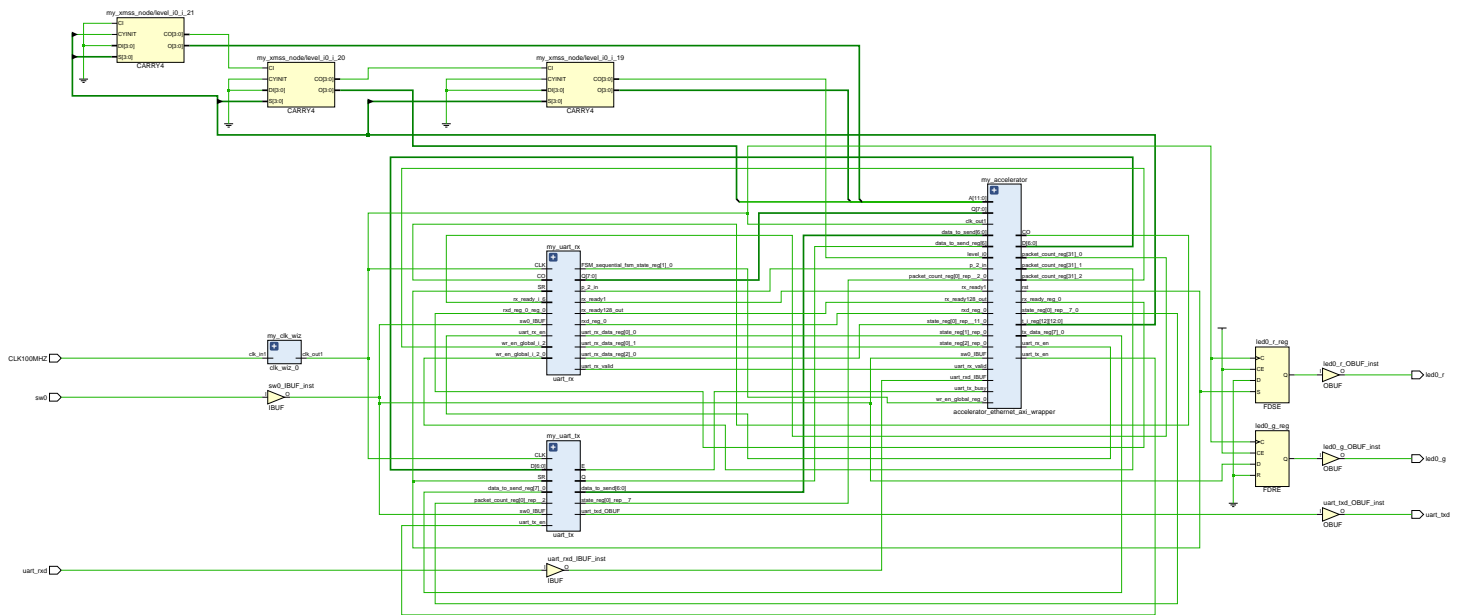 my_xmss_node/level_i0_i_21
CI
CYINIT
DI[3:0]
S[3:0]
CO[3:0]
O[3:0]
CARRY4
my_xmss_node/level_i0_i_20
CI
CYINIT
DI[3:0]
S[3:0]
CO[3:0]
O[3:0]
CARRY4
my_xmss_node/level_i0_i_19
CI
CYINIT
DI[3:0]
S[3:0]
CO[3:0]
O[3:0]
CARRY4
my_accelerator
A[11:0]
Q[7:0]
clk_out1
data_to_send[6:0]
data_to_send_reg[6]
level_i0
p_2_in
packet_count_reg[0]_rep__2_0
rx_ready1
rx_ready128_out
rxd_reg_0
state_reg[0]_rep__11_0
state_reg[1]_rep_0
state_reg[2]_rep_0
sw0_IBUF
uart_rx_valid
uart_rxd_IBUF
uart_tx_busy
wr_en_global_reg_0
CO
D[6:0]
packet_count_reg[31]_0
packet_count_reg[31]_1
packet_count_reg[31]_2
rst
rx_ready_reg_0
state_reg[0]_rep__7_0
t_i_reg[12][12:0]
tx_data_reg[7]_0
uart_rx_en
uart_tx_en
accelerator_ethernet_axi_wrapper
my_uart_rx
CLK
CO
SR
rx_ready_i_6
rxd_reg_0_reg_0
sw0_IBUF
uart_rx_en
wr_en_global_i_2
wr_en_global_i_2_0
FSM_sequential_fsm_state_reg[1]_0
Q[7:0]
p_2_in
rx_ready1
rx_ready128_out
rxd_reg_0
uart_rx_data_reg[0]_0
uart_rx_data_reg[1]_0
uart_rx_data_reg[2]_0
uart_rx_valid
uart_rx
my_clk_wiz
clk_in1
clk_out1
clk_wiz_0
CLK100MHZ
sw0_IBUF_inst
sw0
I
O
IBUF
my_uart_tx
CLK
D[6:0]
SR
data_to_send_reg[7]_0
packet_count_reg[0]_rep__2
sw0_IBUF
uart_tx_en
E
Q
data_to_send[6:0]
state_reg[0]_rep__7
uart_txd_OBUF
uart_tx
uart_rxd_IBUF_inst
uart_rxd
I
O
IBUF
led0_r_reg
C
CE
D
S
Q
FDSE
led0_r_OBUF_inst
I
O
OBUF
led0_r
led0_g_reg
C
CE
D
R
Q
FDRE
led0_g_OBUF_inst
I
O
OBUF
led0_g
uart_txd_OBUF_inst
I
O
OBUF
uart_txd